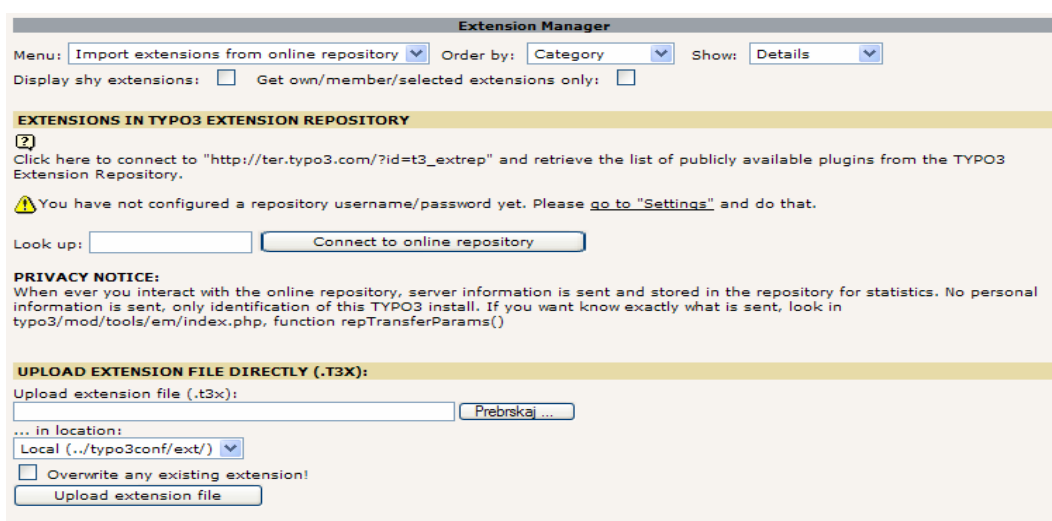 Extension Manager
Menu: Import extensions from online repository Order by: Category Show: Details
Display shy extensions: Get own/member/selected extensions only:
EXTENSIONS IN TYPO3 EXTENSION REPOSITORY
?
Click here to connect to "http://ter.typo3.com/?id=t3_extrep" and retrieve the list of publicly available plugins from the TYPO3
Extension Repository.
You have not configured a repository username/password yet. Please go to "Settings" and do that.
Look up: Connect to online repository
PRIVACY NOTICE:
When ever you interact with the online repository, server information is sent and stored in the repository for statistics. No personal
information is sent, only identification of this TYPO3 install. If you want know exactly what is sent, look in
typo3/mod/tools/em/index.php, function repTransferParams()
UPLOAD EXTENSION FILE DIRECTLY (.T3X):
Upload extension file (.t3x):
Prebrskaj ...
... in location:
Local (../typo3conf/ext/)
Overwrite any existing extension!
Upload extension file